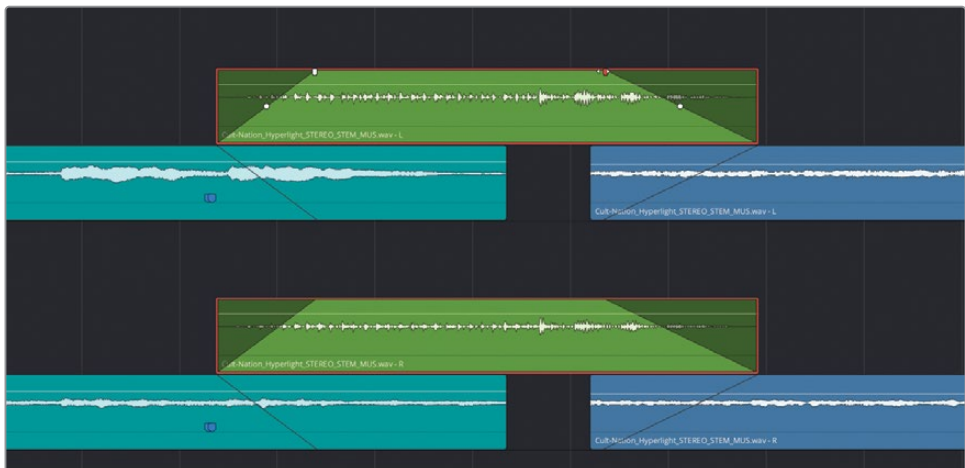 Cult-Nation_Hyperlight_STEREO_STEM_MUS.wav - L
Cult-Nation_Hyperlight_STEREO_STEM_MUS.wav - L
Cult-Nation_Hyperlight_STEREO_STEM_MUS.wav - R
Cult-Nation_Hyperlight_STEREO_STEM_MUS.wav - R